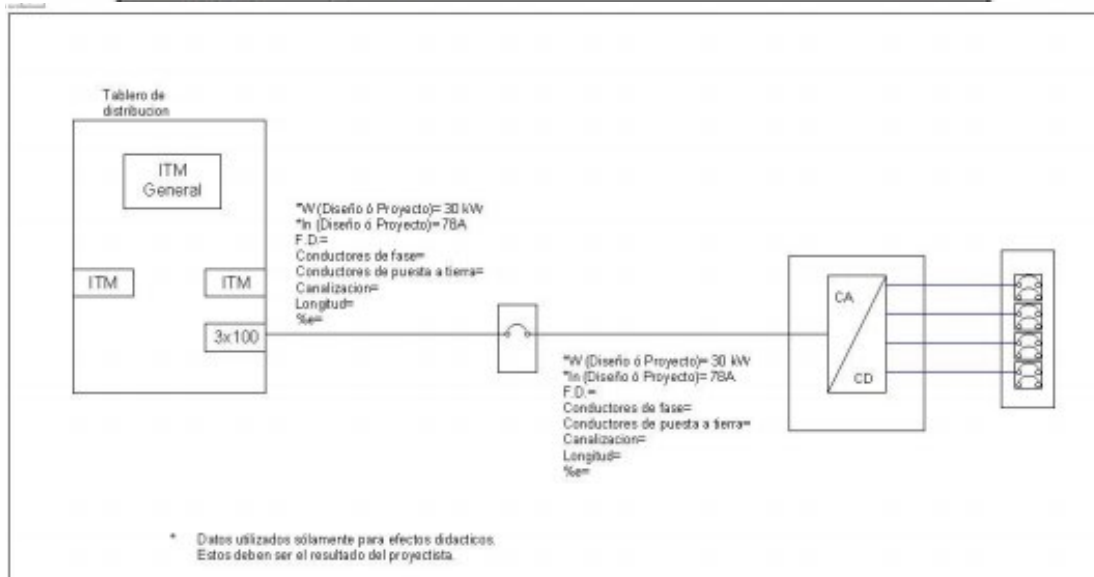 Tablero de
distribucion
ITM
General
*W (Diseño ó Proyecto)= 30 kW
*In (Diseño ó Proyecto)= 78A
F.D.=
Conductores de fase=
Conductores de puesta a tierra=
Canalizacion=
Longitud=
%e=
ITM
ITM
3x100
CA
CD
*W (Diseño ó Proyecto)= 30 kW
*In (Diseño ó Proyecto)= 78A
F.D.=
Conductores de fase=
Conductores de puesta a tierra=
Canalizacion=
Longitud=
%e=
* Datos utilizados sólamente para efectos didacticos.
Estos deben ser el resultado del proyectista.